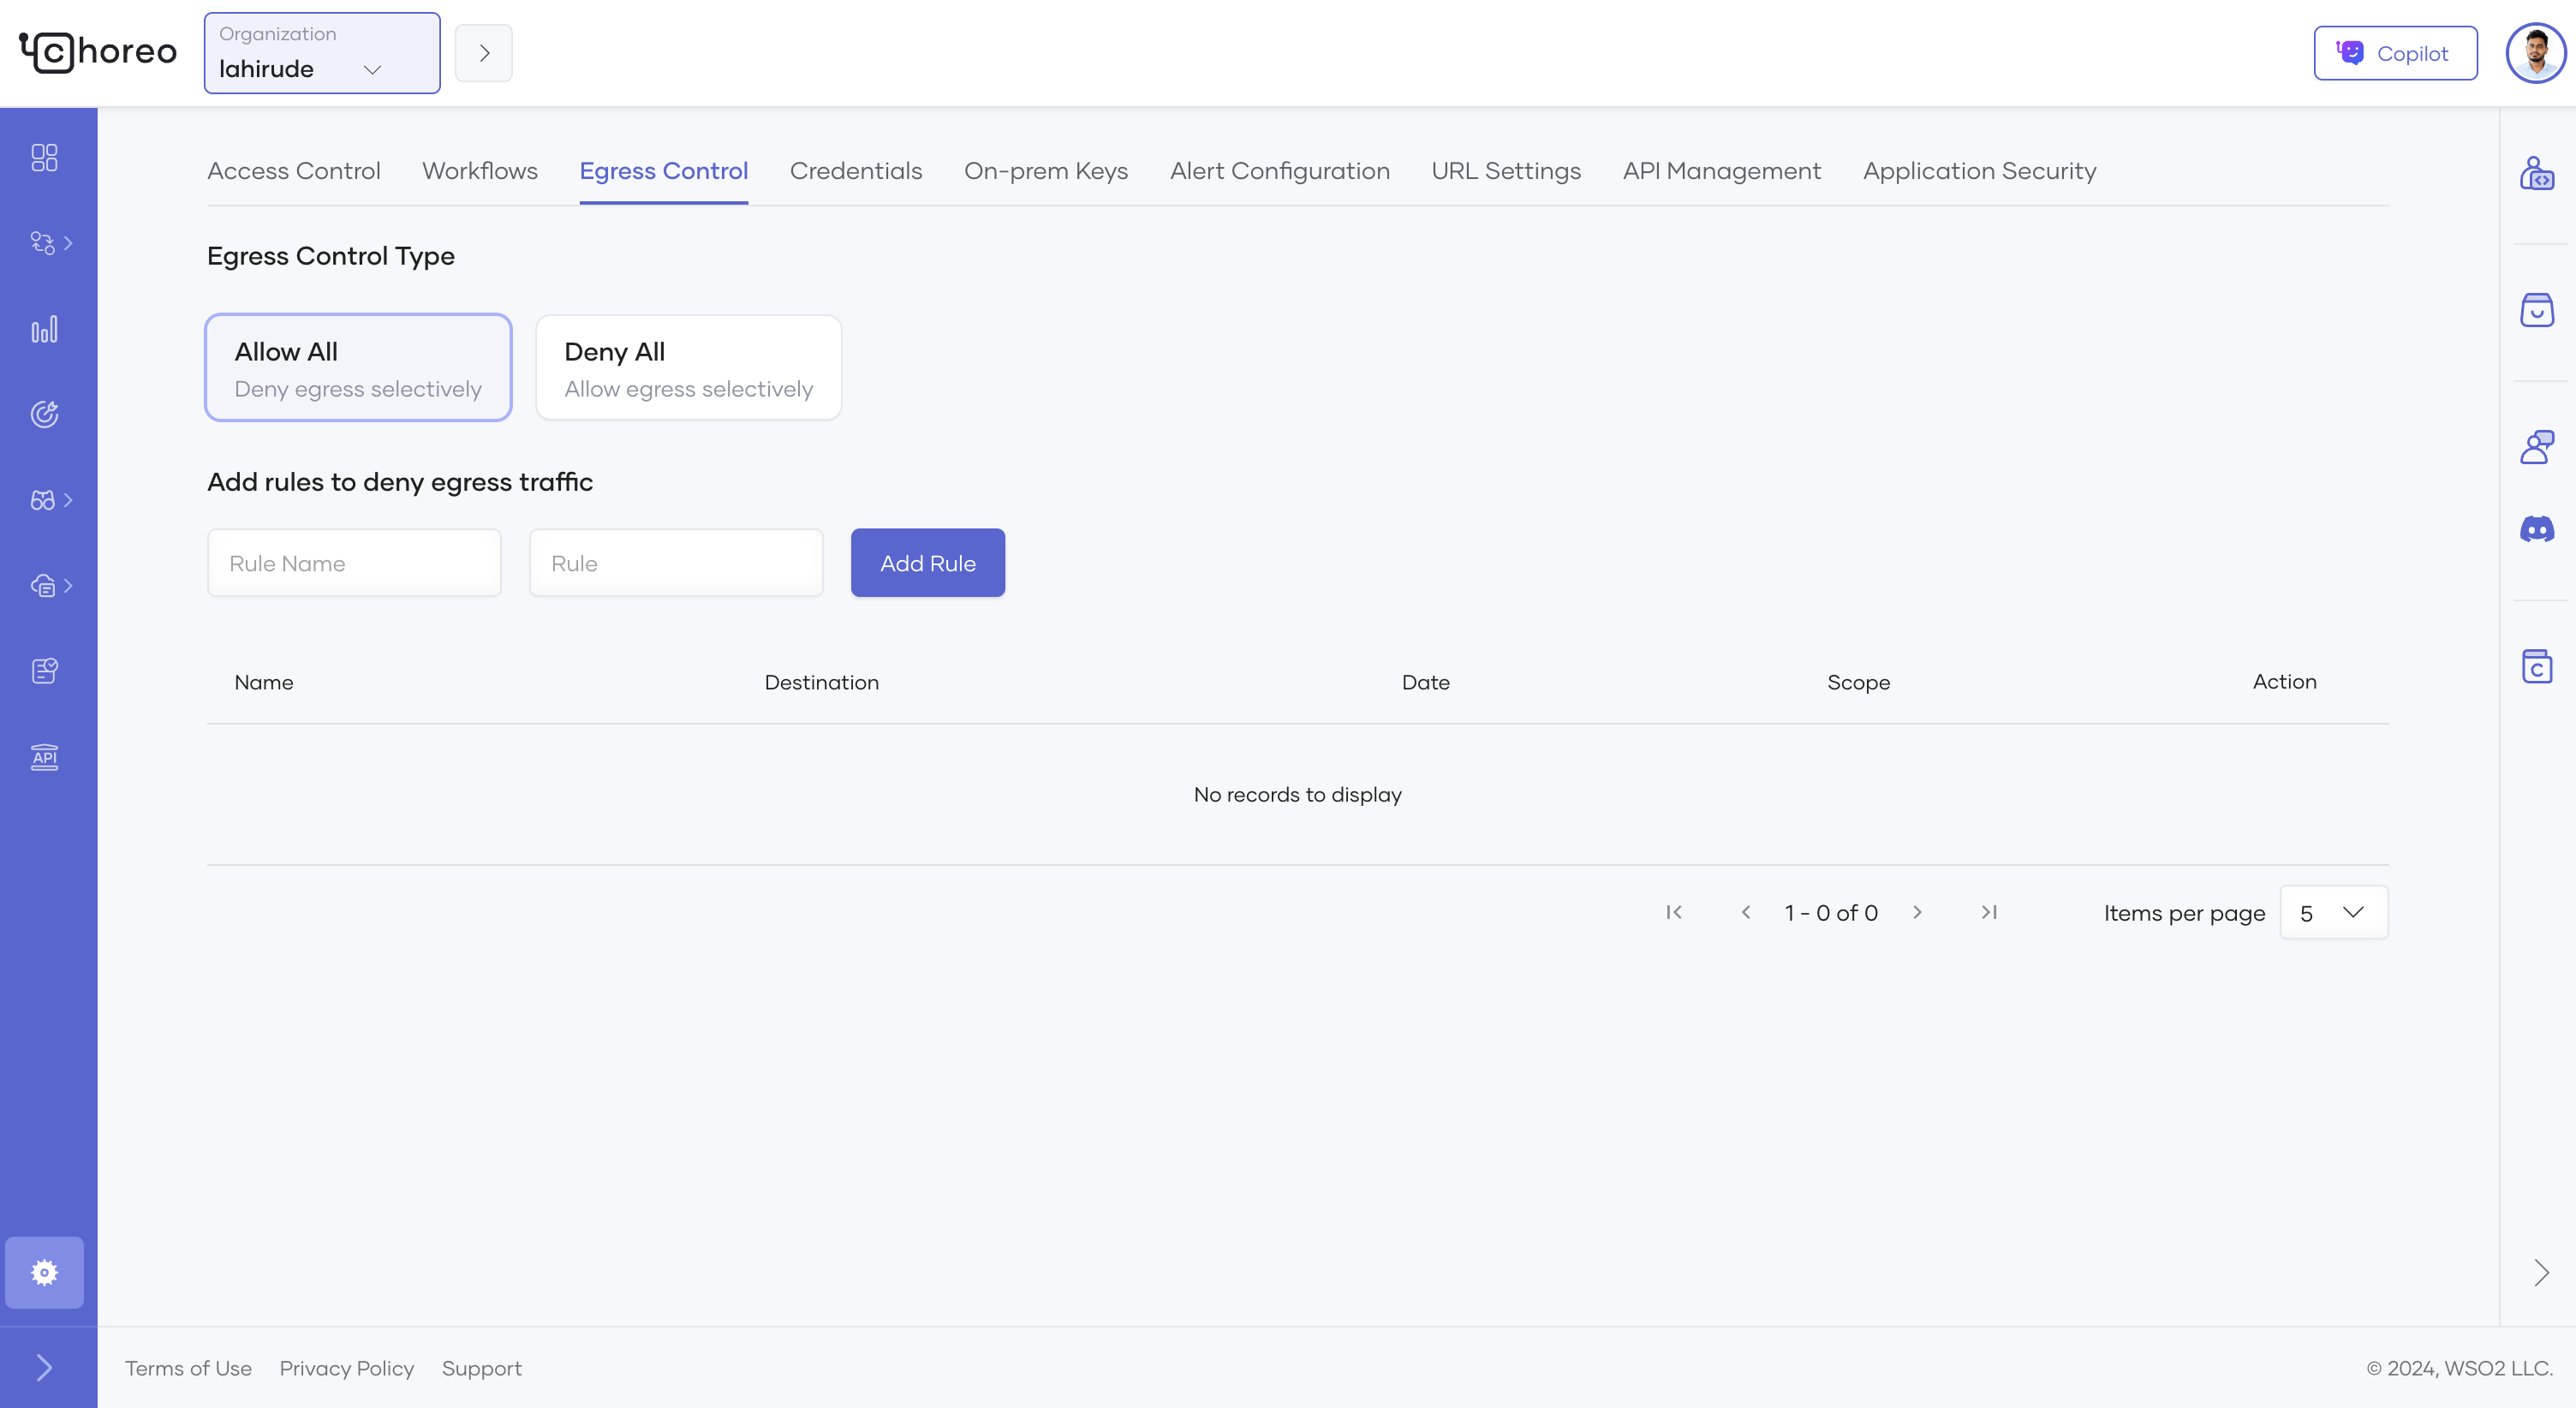 choreo
Organization
lahirude
Copilot
Access Control Workflows Egress Control Credentials On-prem Keys Alert Configuration URL Settings API Management Application Security
Egress Control Type
Allow All
Deny egress selectively
Deny All
Allow egress selectively
Add rules to deny egress traffic
Rule Name Rule Add Rule
Name Destination Date Scope Action
No records to display
1 - 0 of 0 Items per page 5
API
C
Terms of Use Privacy Policy Support © 2024, WSO2 LLC.